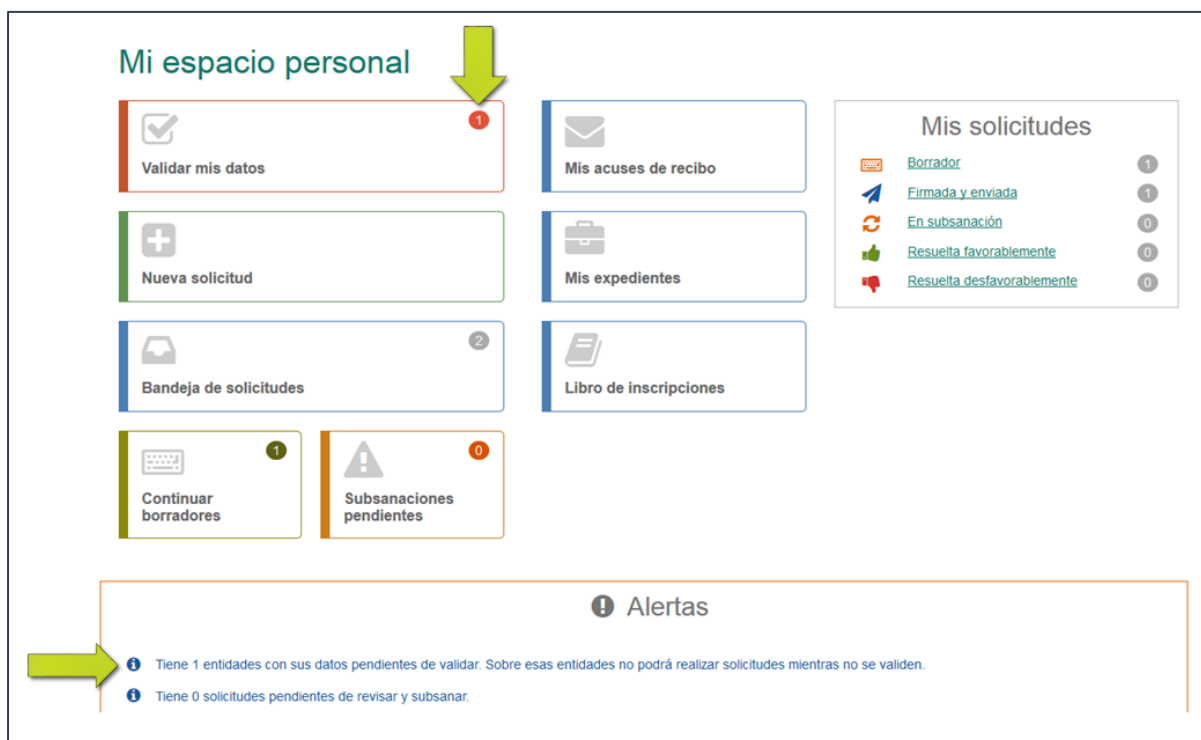 Mi espacio personal
1
Validar mis datos
Mis acuses de recibo
Nueva solicitud
Mis expedientes
2
Bandeja de solicitudes
Libro de inscripciones
1
Continuar
borradores
0
Subsanaciones
pendientes
Mis solicitudes
Borrador 1
Firmada y enviada 1
En subsanación 0
Resuelta favorablemente 0
Resuelta desfavorablemente 0
Alertas
Tiene 1 entidades con sus datos pendientes de validar. Sobre esas entidades no podrá realizar solicitudes mientras no se validen.
Tiene 0 solicitudes pendientes de revisar y subsanar.